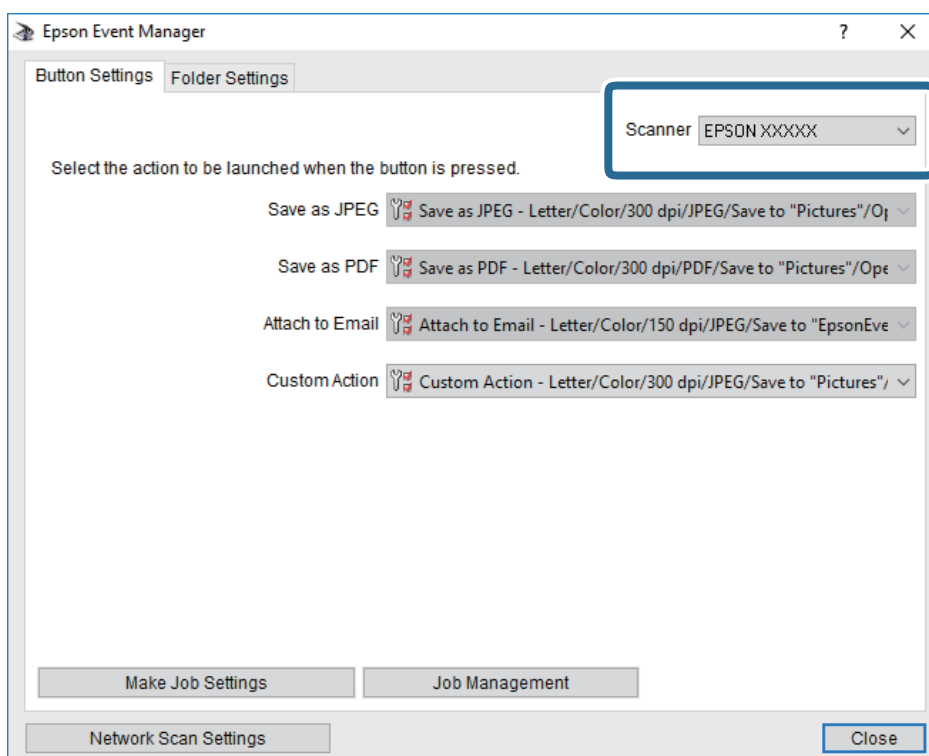 Epson Event Manager
Button Settings Folder Settings
Scanner EPSON XXXXX
Select the action to be launched when the button is pressed.
Save as JPEG Save as JPEG - Letter/Color/300 dpi/JPEG/Save to "Pictures"/Op
Save as PDF Save as PDF - Letter/Color/300 dpi/PDF/Save to "Pictures"/Ope
Attach to Email Attach to Email - Letter/Color/150 dpi/JPEG/Save to "EpsonEve
Custom Action Custom Action - Letter/Color/300 dpi/JPEG/Save to "Pictures"/
Make Job Settings Job Management
Network Scan Settings Close